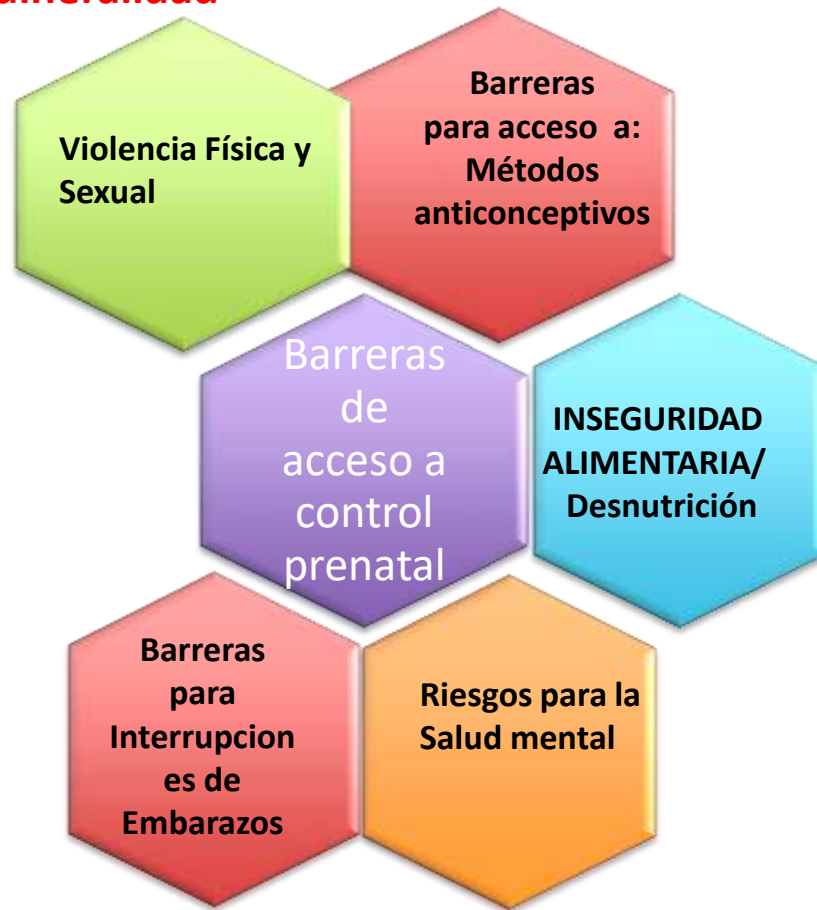 Violencia Física y
Sexual
Barreras
para acceso a:
Métodos
anticonceptivos
Barreras
de
acceso a
control
prenatal
INSEGURIDAD
ALIMENTARIA/
Desnutrición
Barreras
para
Interrupcion
es de
Embarazos
Riesgos para la
Salud mental